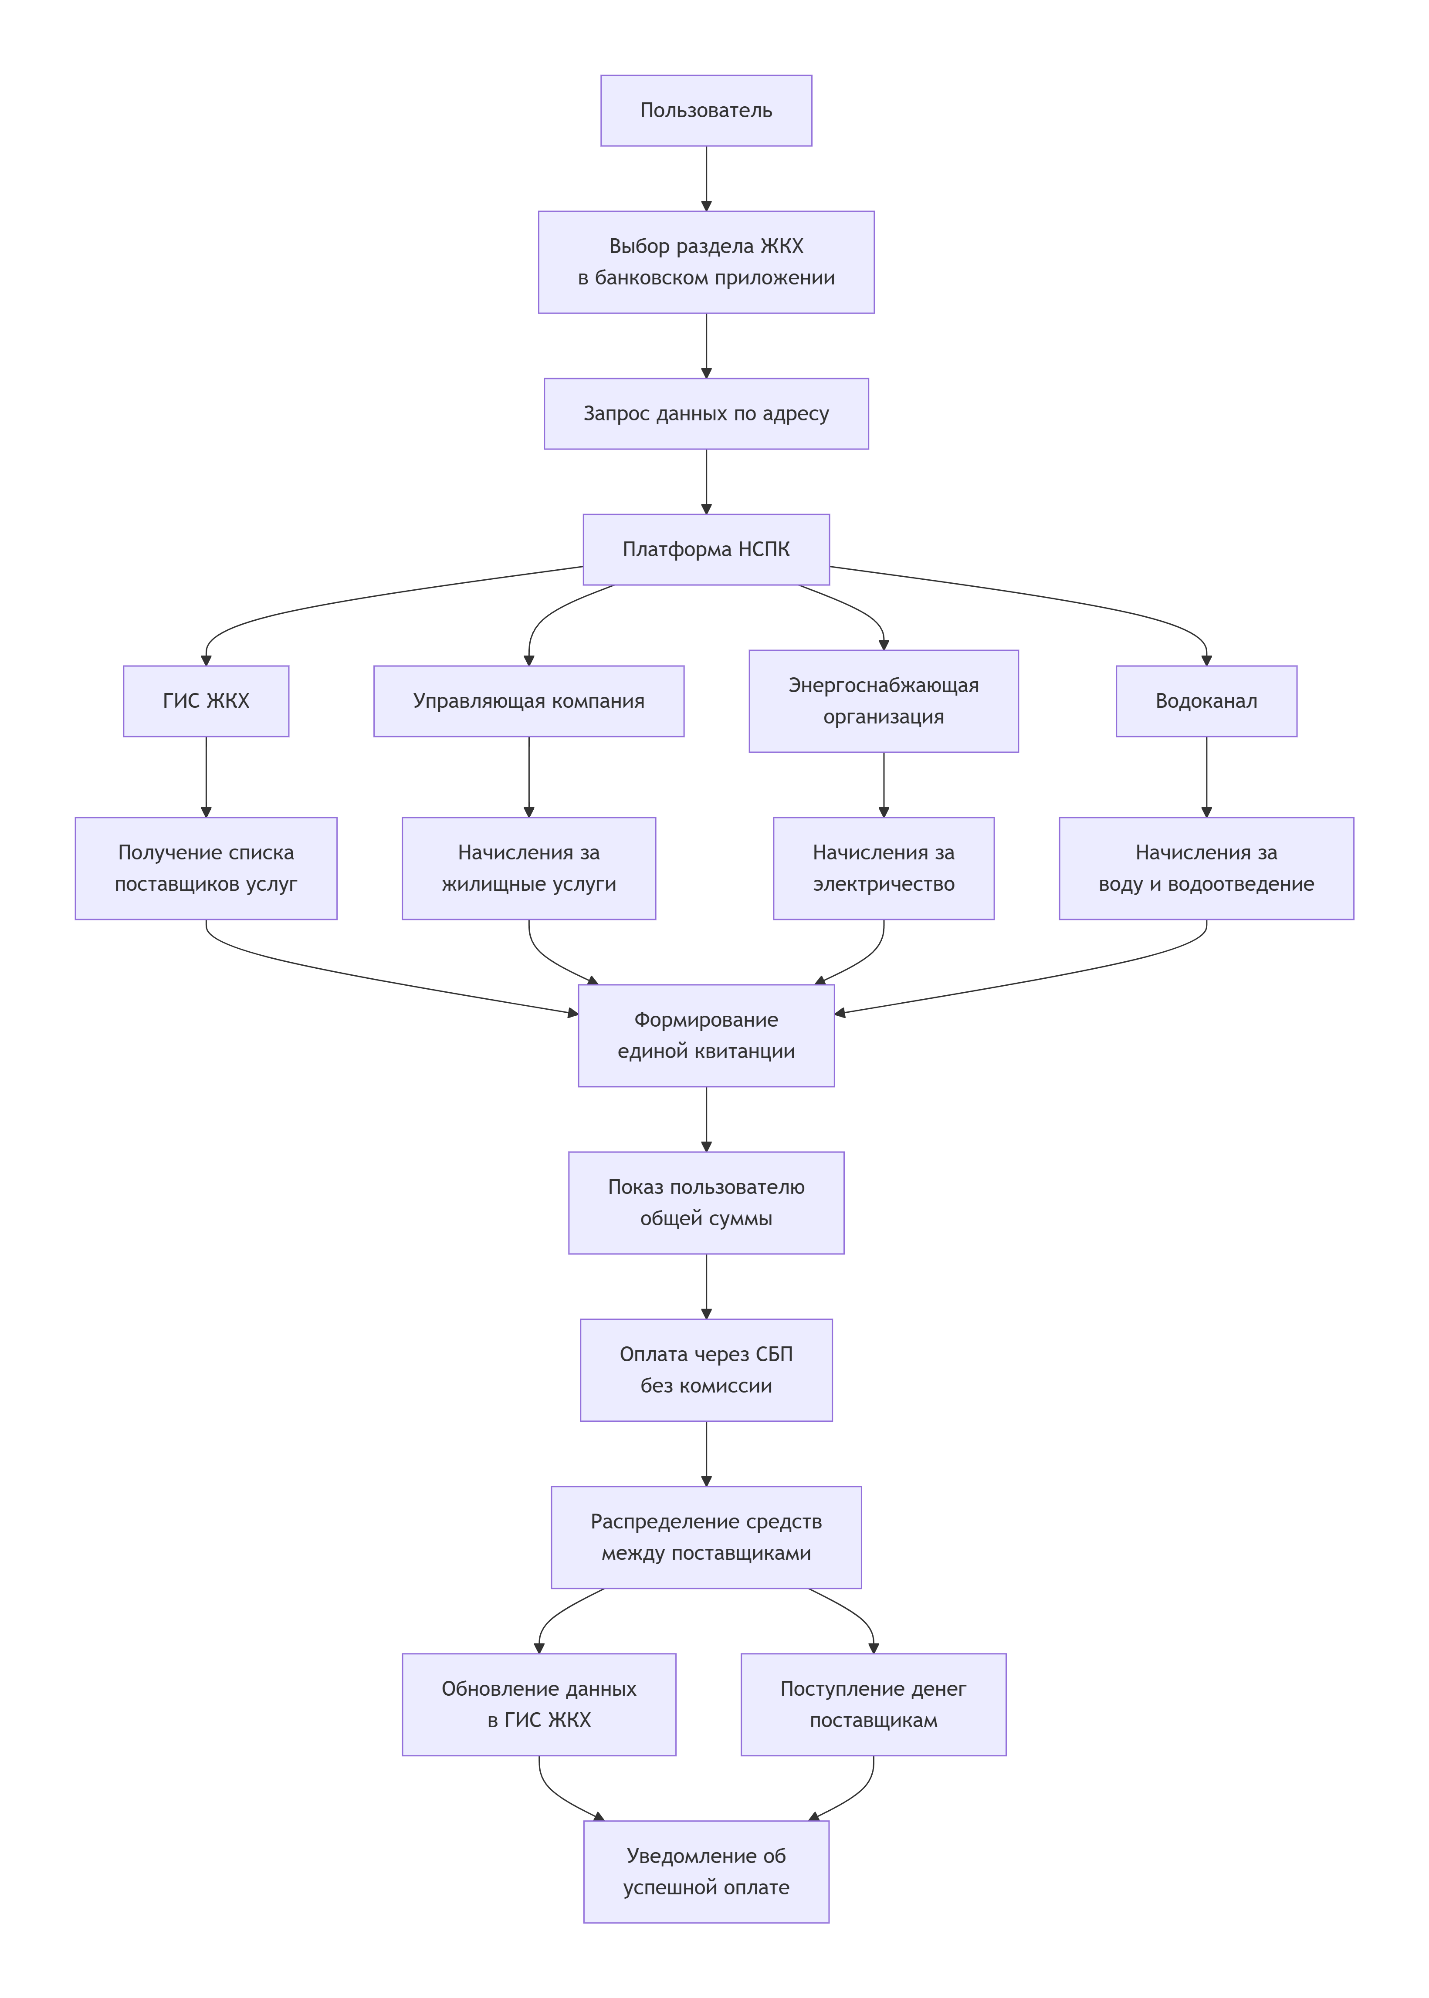 Пользователь
Выбор раздела ЖКХ
в банковском приложении
Запрос данных по адресу
Платформа НСПК
ГИС ЖКХ
Управляющая компания
Энергоснабжающая
организация
Водоканал
Получение списка
поставщиков услуг
Начисления за
жилищные услуги
Начисления за
электричество
Начисления за
воду и водоотведение
Формирование
единой квитанции
Показ пользователю
общей суммы
Оплата через СБП
без комиссии
Распределение средств
между поставщиками
Обновление данных
в ГИС ЖКХ
Поступление денег
поставщикам
Уведомление об
успешной оплате